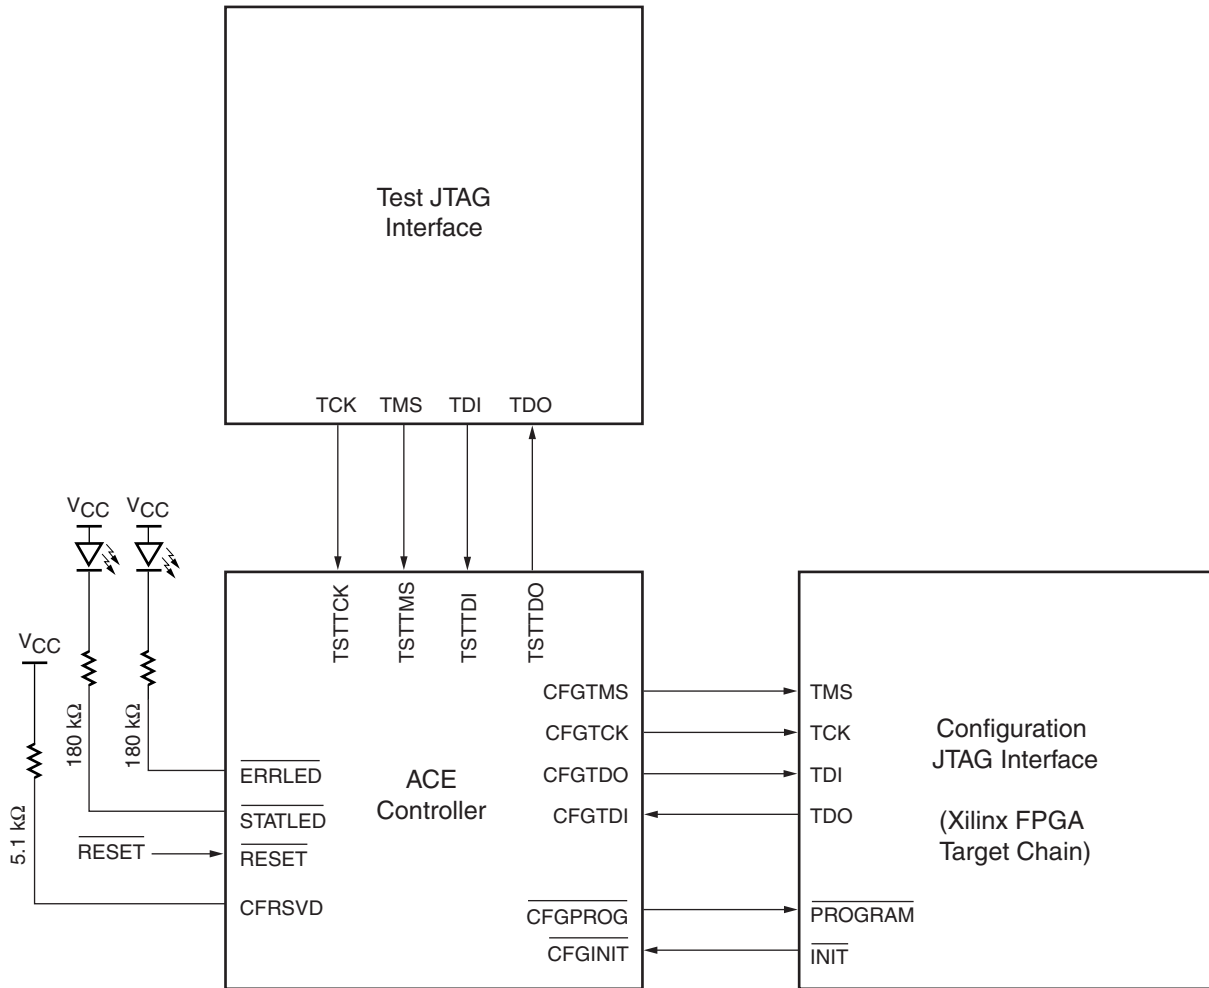 Test JTAG
Interface
TCK TMS TDI TDO
VCC VCC
TSTTCK TSTTMS TSTTDI TSTTDO
VCC
180 kΩ 180 kΩ
5.1 kΩ
ERRLED
STATLED
RESET RESET
CFRSVD
ACE
Controller
CFGTMS
CFGTCK
CFGTDO
CFGTDI
CFGPROG
CFGINIT
TMS
TCK
TDI
TDO
PROGRAM
INIT
Configuration
JTAG Interface
(Xilinx FPGA
Target Chain)